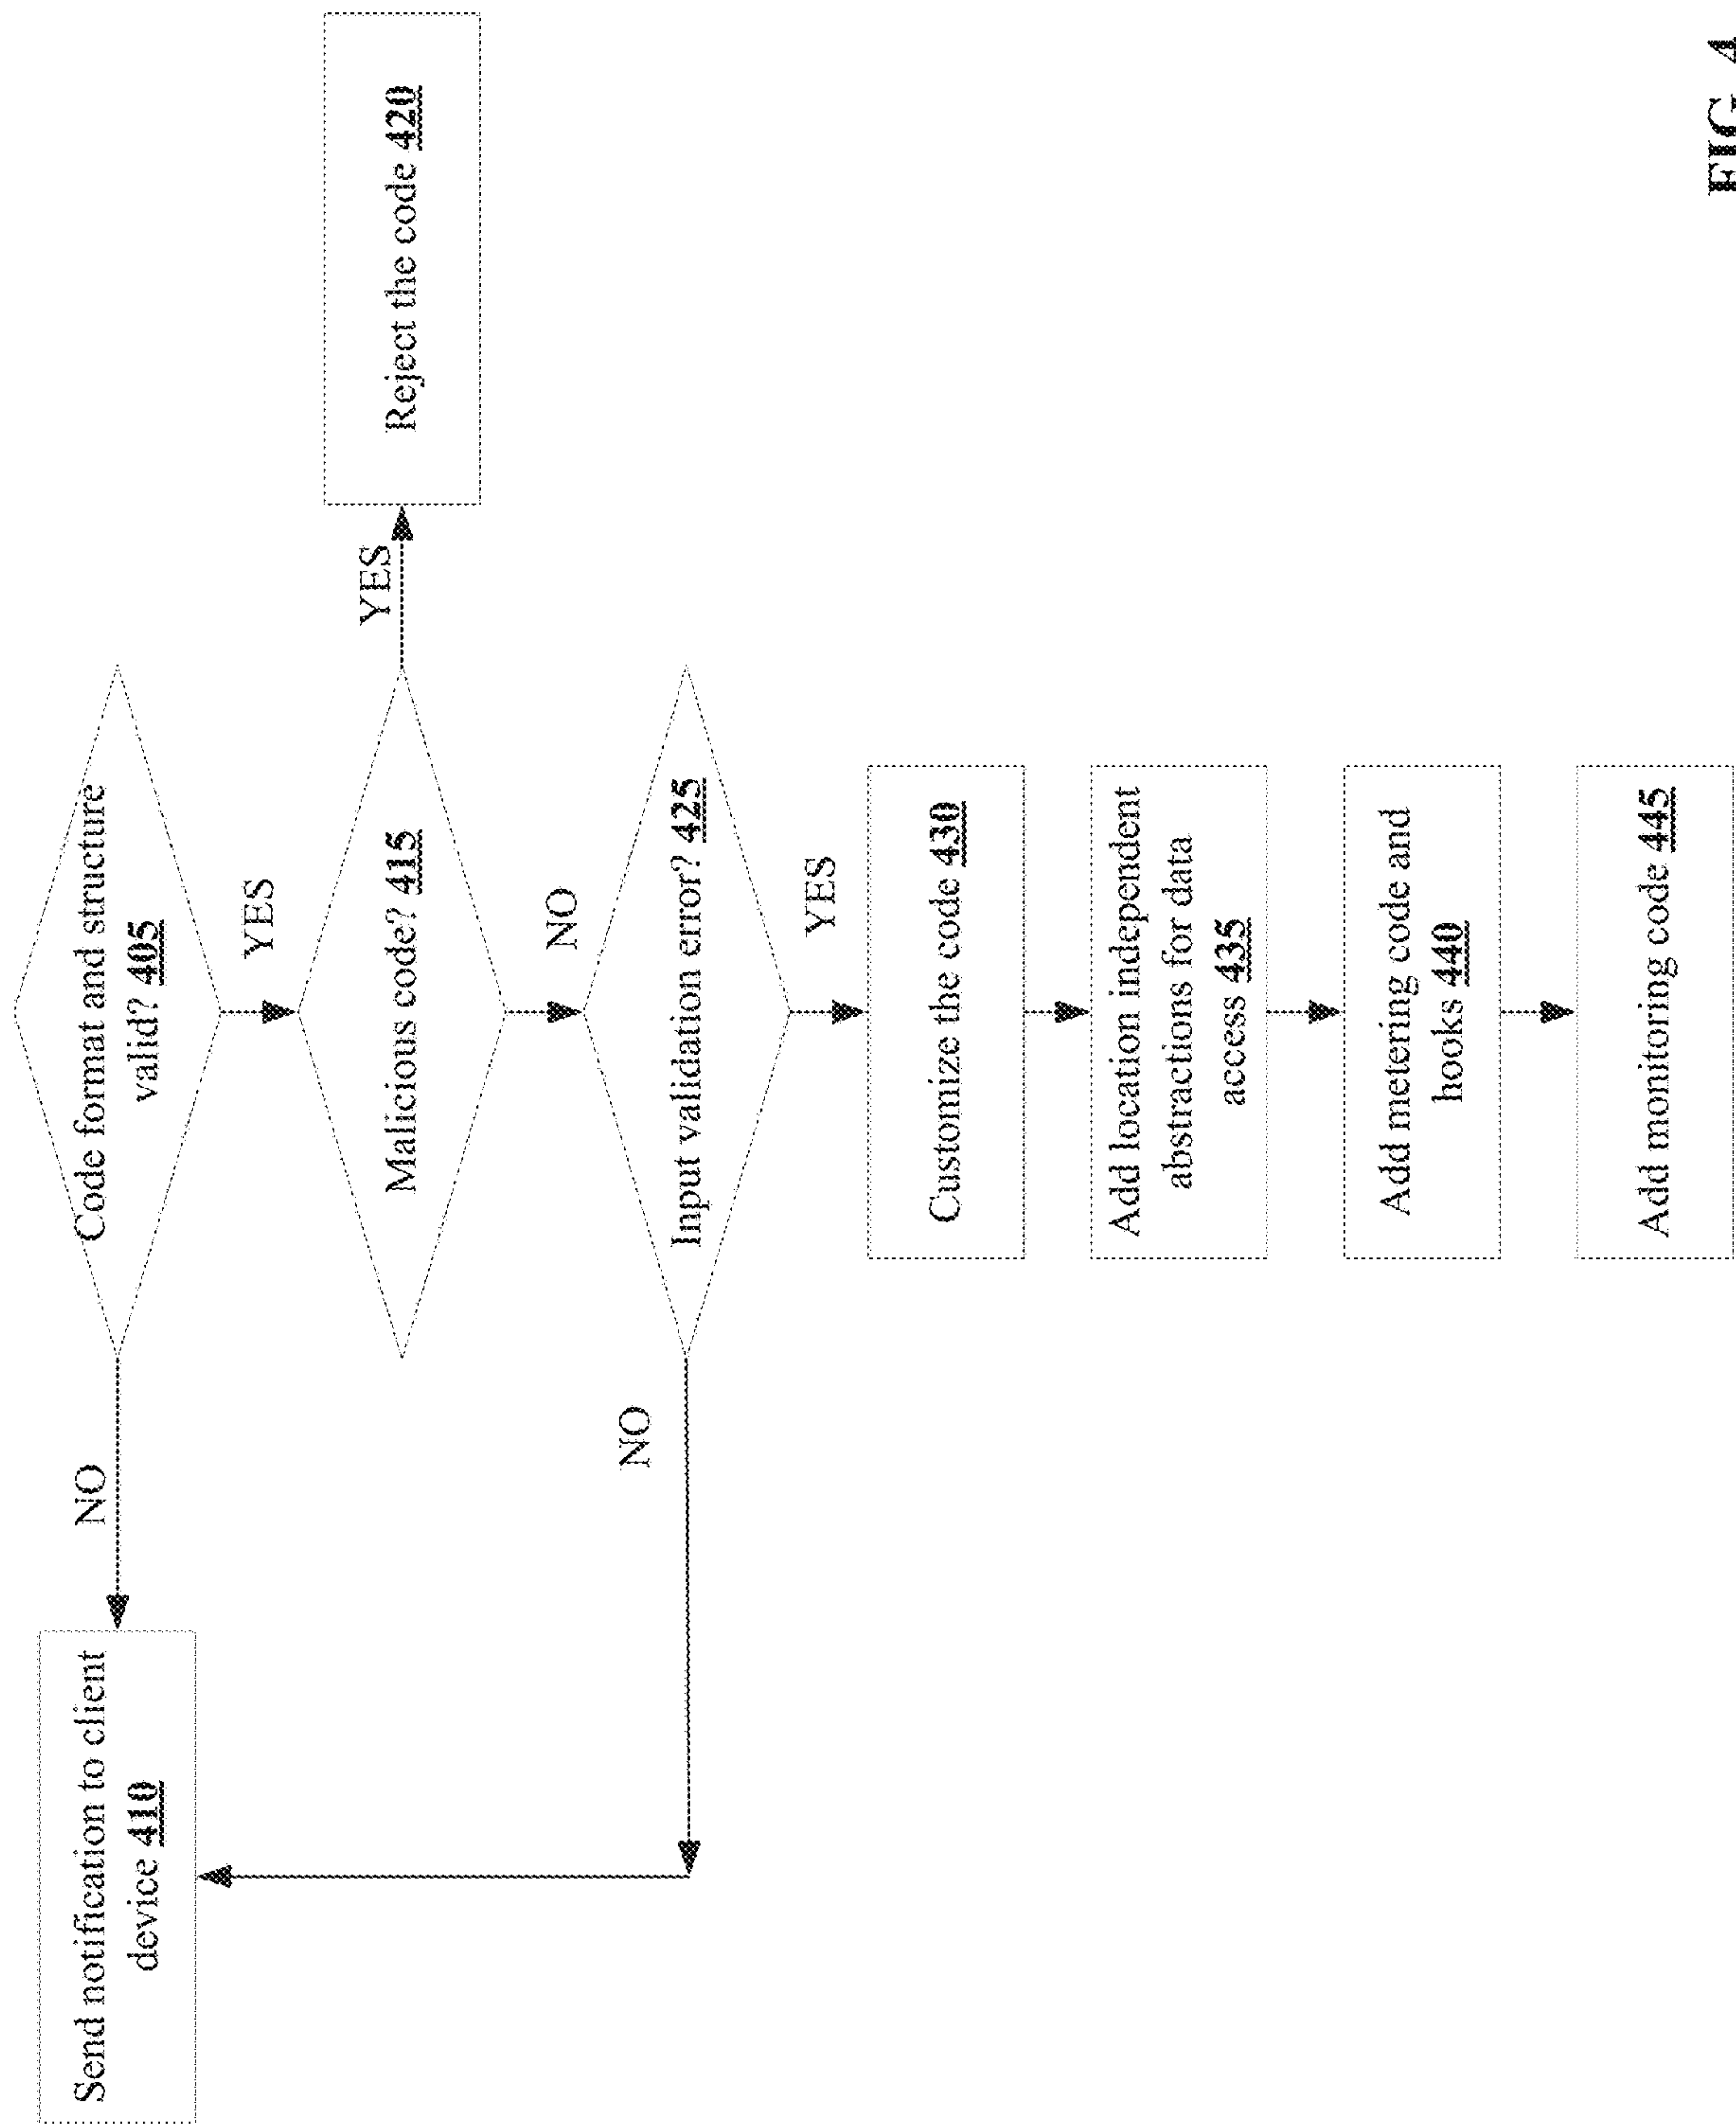 Send notification to client
device 410
NO
Code format and structure
valid? 405
YES
Malicious code? 415
YES
Reject the code 420
NO
Input validation error? 425
NO
YES
Customize the code 430
Add location independent
abstractions for data
access 435
Add metering code and
hooks 440
Add monitoring code 445
FIG. 4